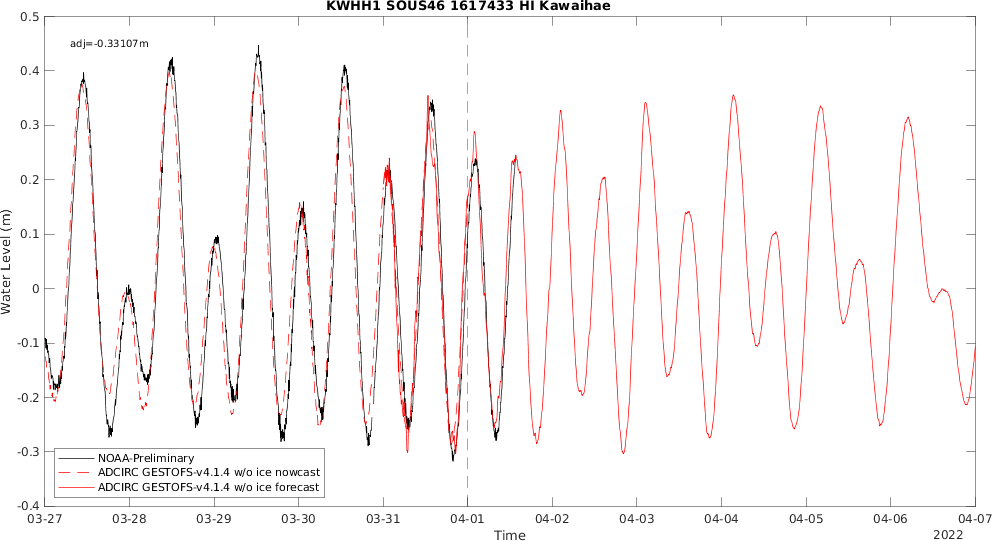 KWHH1 SOUS46 1617433 HI Kawaihae
adj=-0.33107m
0.5
0.4
0.3
0.2
0.1
0
-0.1
-0.2
-0.3
-0.4
Water Level (m)
NOAA-Preliminary
ADCIRC GESTOFS-v4.1.4 w/o ice nowcast
ADCIRC GESTOFS-v4.1.4 w/o ice forecast
03-27 03-28 03-29 03-30 03-31 04-01 04-02 04-03 04-04 04-05 04-06 04-07
Time
2022